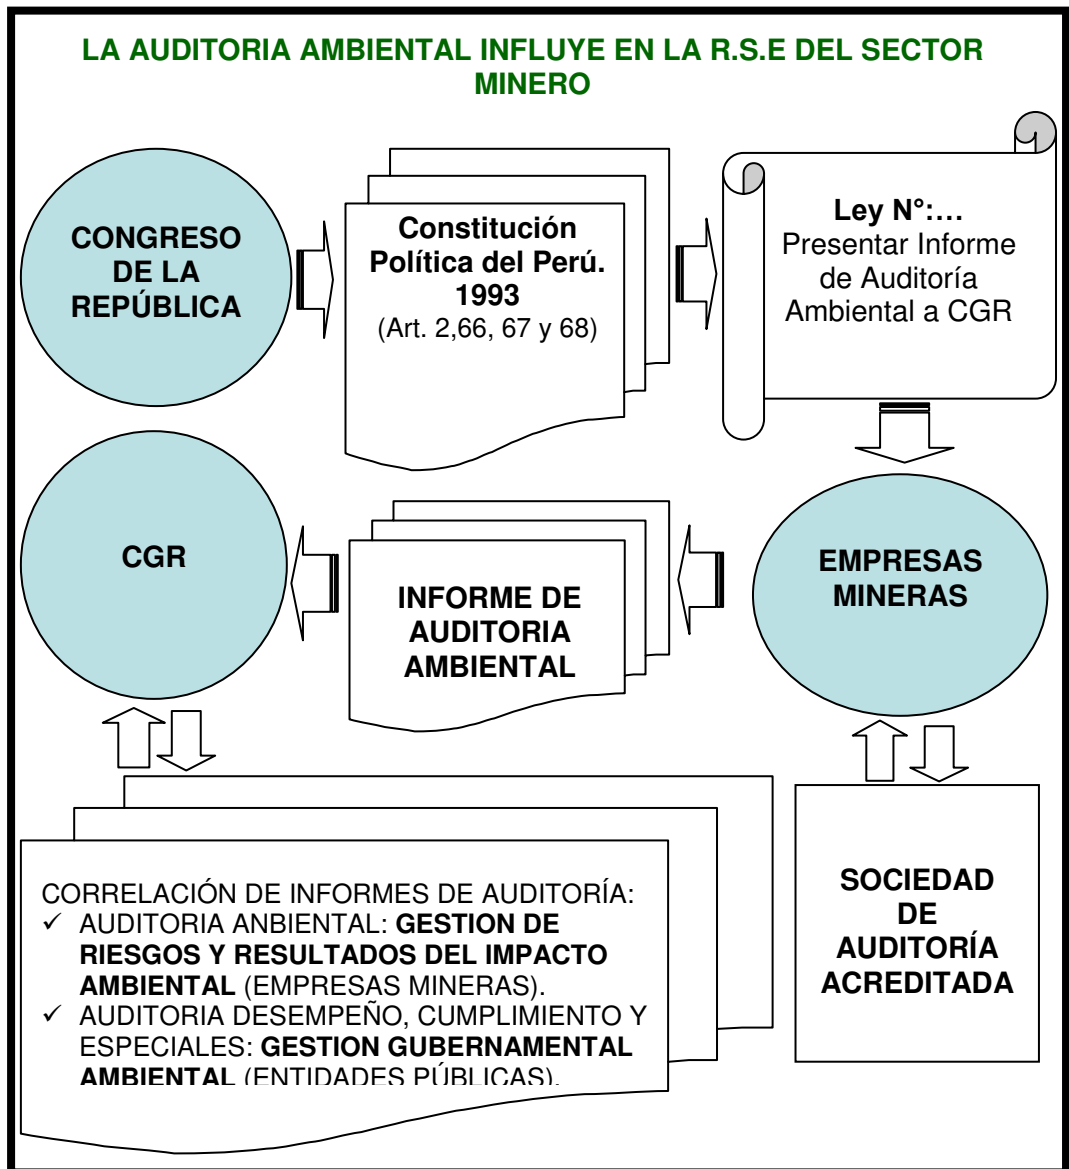 LA AUDITORIA AMBIENTAL INFLUYE EN LA R.S.E DEL SECTOR
MINERO
CONGRESO
DE LA
REPÚBLICA
Constitución
Política del Perú.
1993
(Art. 2,66, 67 y 68)
Ley N°:...
Presentar Informe
de Auditoría
Ambiental a CGR
CGR
INFORME DE
AUDITORIA
AMBIENTAL
EMPRESAS
MINERAS
CORRELACIÓN DE INFORMES DE AUDITORÍA:
✓ AUDITORIA ANBIENTAL: GESTION DE
RIESGOS Y RESULTADOS DEL IMPACTO
AMBIENTAL (EMPRESAS MINERAS).
✓ AUDITORIA DESEMPEÑO, CUMPLIMIENTO Y
ESPECIALES: GESTION GUBERNAMENTAL
AMBIENTAL (ENTIDADES PÚBLICAS).
SOCIEDAD
DE
AUDITORÍA
ACREDITADA